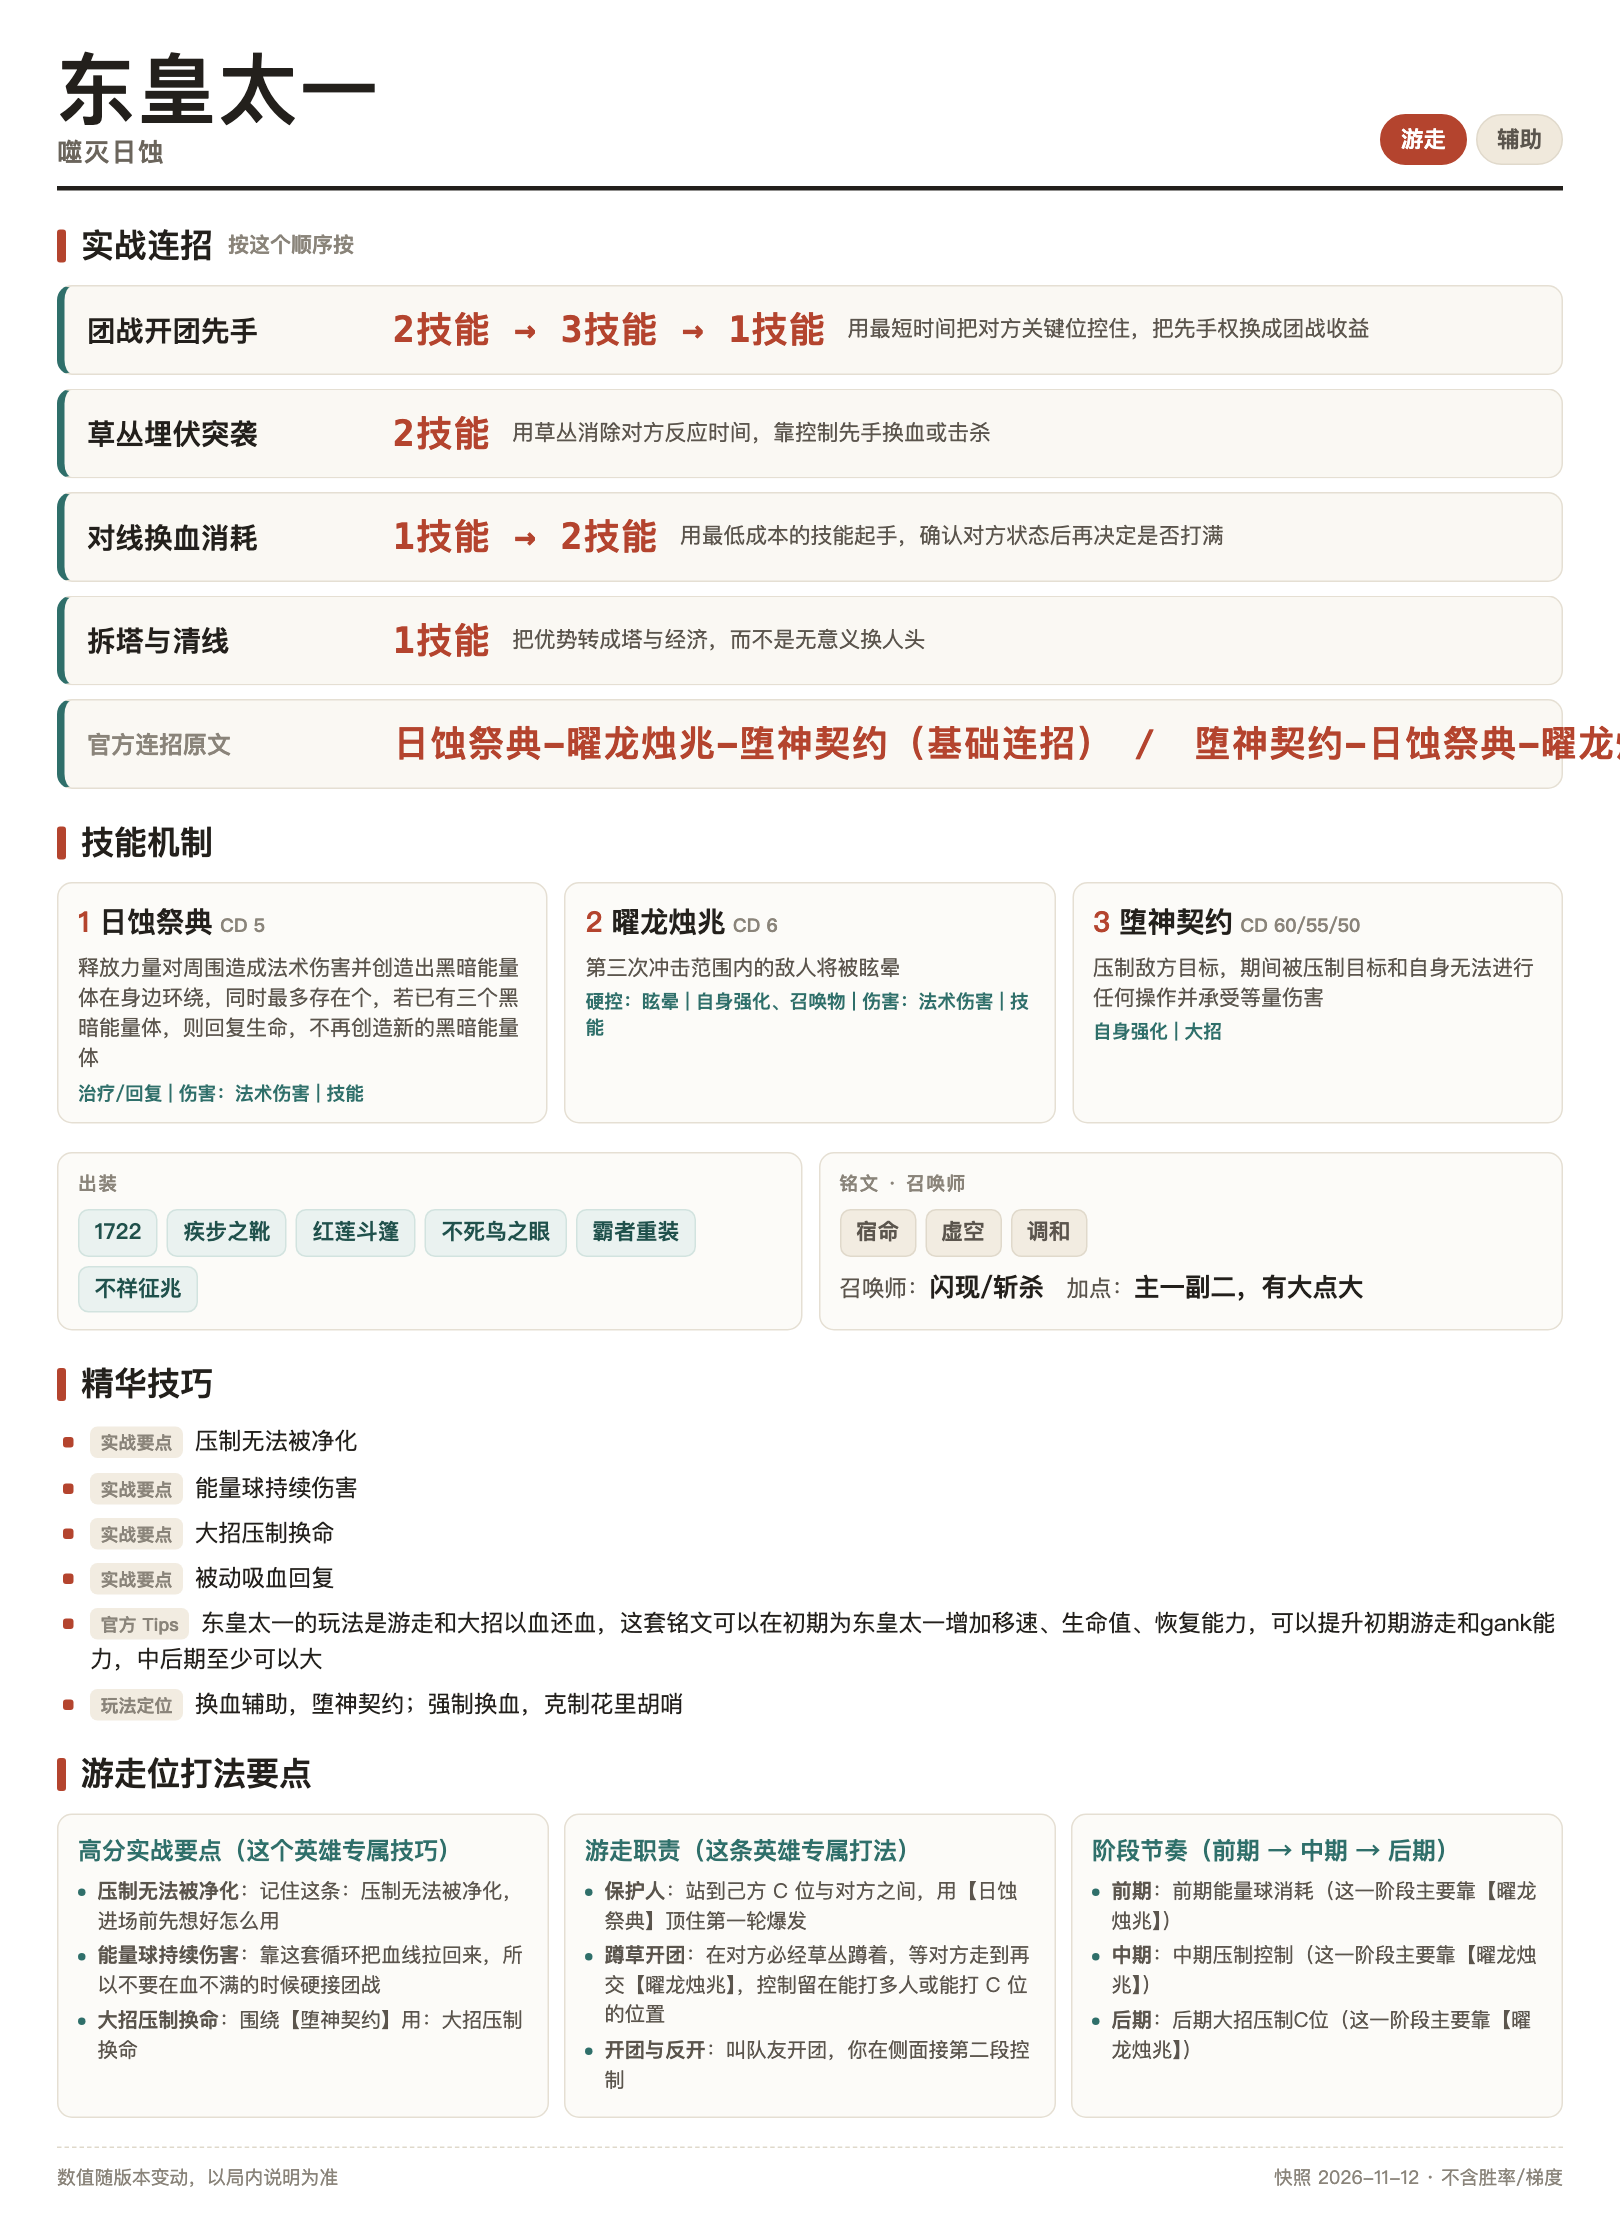 东皇太一
噬灭日蚀
游走 辅助
实战连招 按这个顺序按
团战开团先手 2技能 → 3技能 → 1技能 用最短时间把对方关键位控住，把先手权换成团战收益
草丛埋伏突袭 2技能 用草丛消除对方反应时间，靠控制先手换血或击杀
对线换血消耗 1技能 → 2技能 用最低成本的技能起手，确认对方状态后再决定是否打满
拆塔与清线 1技能 把优势转成塔与经济，而不是无意义换人头
官方连招原文 日蚀祭典-曜龙烛兆-堕神契约（基础连招） / 堕神契约-日蚀祭典-曜龙
技能机制
1 日蚀祭典 CD 5
释放力量对周围造成法术伤害并创造出黑暗能量
体在身边环绕，同时最多存在个，若已有三个黑
暗能量体，则回复生命，不再创造新的黑暗能量
体
治疗/回复 | 伤害：法术伤害 | 技能
2 曜龙烛兆 CD 6
第三次冲击范围内的敌人将被眩晕
硬控：眩晕 | 自身强化、召唤物 | 伤害：法术伤害 | 技
能
3 堕神契约 CD 60/55/50
压制敌方目标，期间被压制目标和自身无法进行
任何操作并承受等量伤害
自身强化 | 大招
出装
1722 疾步之靴 红莲斗篷 不死鸟之眼 霸者重装
不祥征兆
铭文 · 召唤师
宿命 虚空 调和
召唤师：闪现/斩杀 加点：主一副二，有大点大
精华技巧
实战要点 压制无法被净化
实战要点 能量球持续伤害
实战要点 大招压制换命
实战要点 被动吸血回复
官方 Tips 东皇太一的玩法是游走和大招以血还血，这套铭文可以在初期为东皇太一增加移速、生命值、恢复能力，可以提升初期游走和gank能
力，中后期至少可以大
玩法定位 换血辅助，堕神契约；强制换血，克制花里胡哨
游走位打法要点
高分实战要点（这个英雄专属技巧）
压制无法被净化：记住这条：压制无法被净化，
进场前先想好怎么用
能量球持续伤害：靠这套循环把血线拉回来，所
以不要在血不满的时候硬接团战
大招压制换命：围绕【堕神契约】用：大招压制
换命
游走职责（这条英雄专属打法）
保护人：站到己方 C 位与对方之间，用【日蚀
祭典】顶住第一轮爆发
蹲草开团：在对方必经草丛蹲着，等对方走到再
交【曜龙烛兆】，控制留在能打多人或能打 C 位
的位置
开团与反开：叫队友开团，你在侧面接第二段控
制
阶段节奏（前期 → 中期 → 后期）
前期：前期能量球消耗（这一阶段主要靠【曜龙
烛兆】）
中期：中期压制控制（这一阶段主要靠【曜龙烛
兆】）
后期：后期大招压制C位（这一阶段主要靠【曜
龙烛兆】）
数值随版本变动，以局内说明为准
快照 2026-11-12 · 不含胜率/梯度